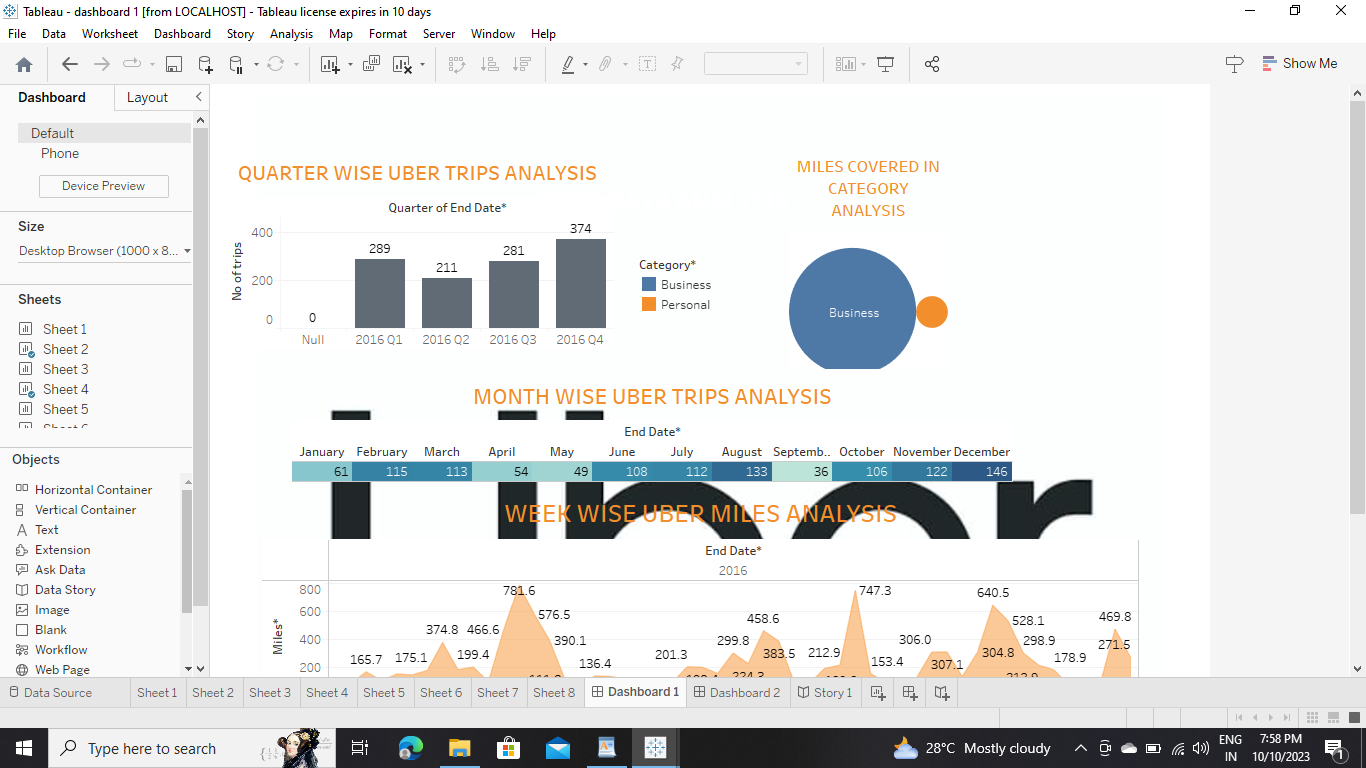 Tableau - dashboard 1 [from LOCALHOST] - Tableau license expires in 10 days
File Data Worksheet Dashboard Story Analysis Map Format Server Window Help
Show Me
Dashboard Layout
Default
Phone
Device Preview
Size
Desktop Browser (1000 x 8...
Sheets
Sheet 1
Sheet 2
Sheet 3
Sheet 4
Sheet 5
Objects
Horizontal Container
Vertical Container
Text
Extension
Ask Data
Data Story
Image
Blank
Workflow
Web Page
QUARTER WISE UBER TRIPS ANALYSIS
Quarter of End Date*
No of trips
400
200
0
0 289 211 281 374
Null 2016 Q1 2016 Q2 2016 Q3 2016 Q4
Category*
Business
Personal
MILES COVERED IN
CATEGORY
ANALYSIS
Business
MONTH WISE UBER TRIPS ANALYSIS
End Date*
January February March April May June July August Septemb.. October November December
61 115 113 54 49 108 112 133 36 106 122 146
Uber
WEEK WISE UBER MILES ANALYSIS
End Date*
2016
Miles*
800
600
400
200
781.6 747.3 640.5
576.5 458.6 528.1 469.8
374.8 466.6 390.1 299.8 306.0 298.9 271.5
165.7 175.1 199.4 136.4 201.3 383.5 212.9 153.4 307.1 304.8 178.9
Data Source Sheet 1 Sheet 2 Sheet 3 Sheet 4 Sheet 5 Sheet 6 Sheet 7 Sheet 8 Dashboard 1 Dashboard 2 Story 1
Type here to search
28°C Mostly cloudy
ENG
IN
7:58 PM
10/10/2023
1